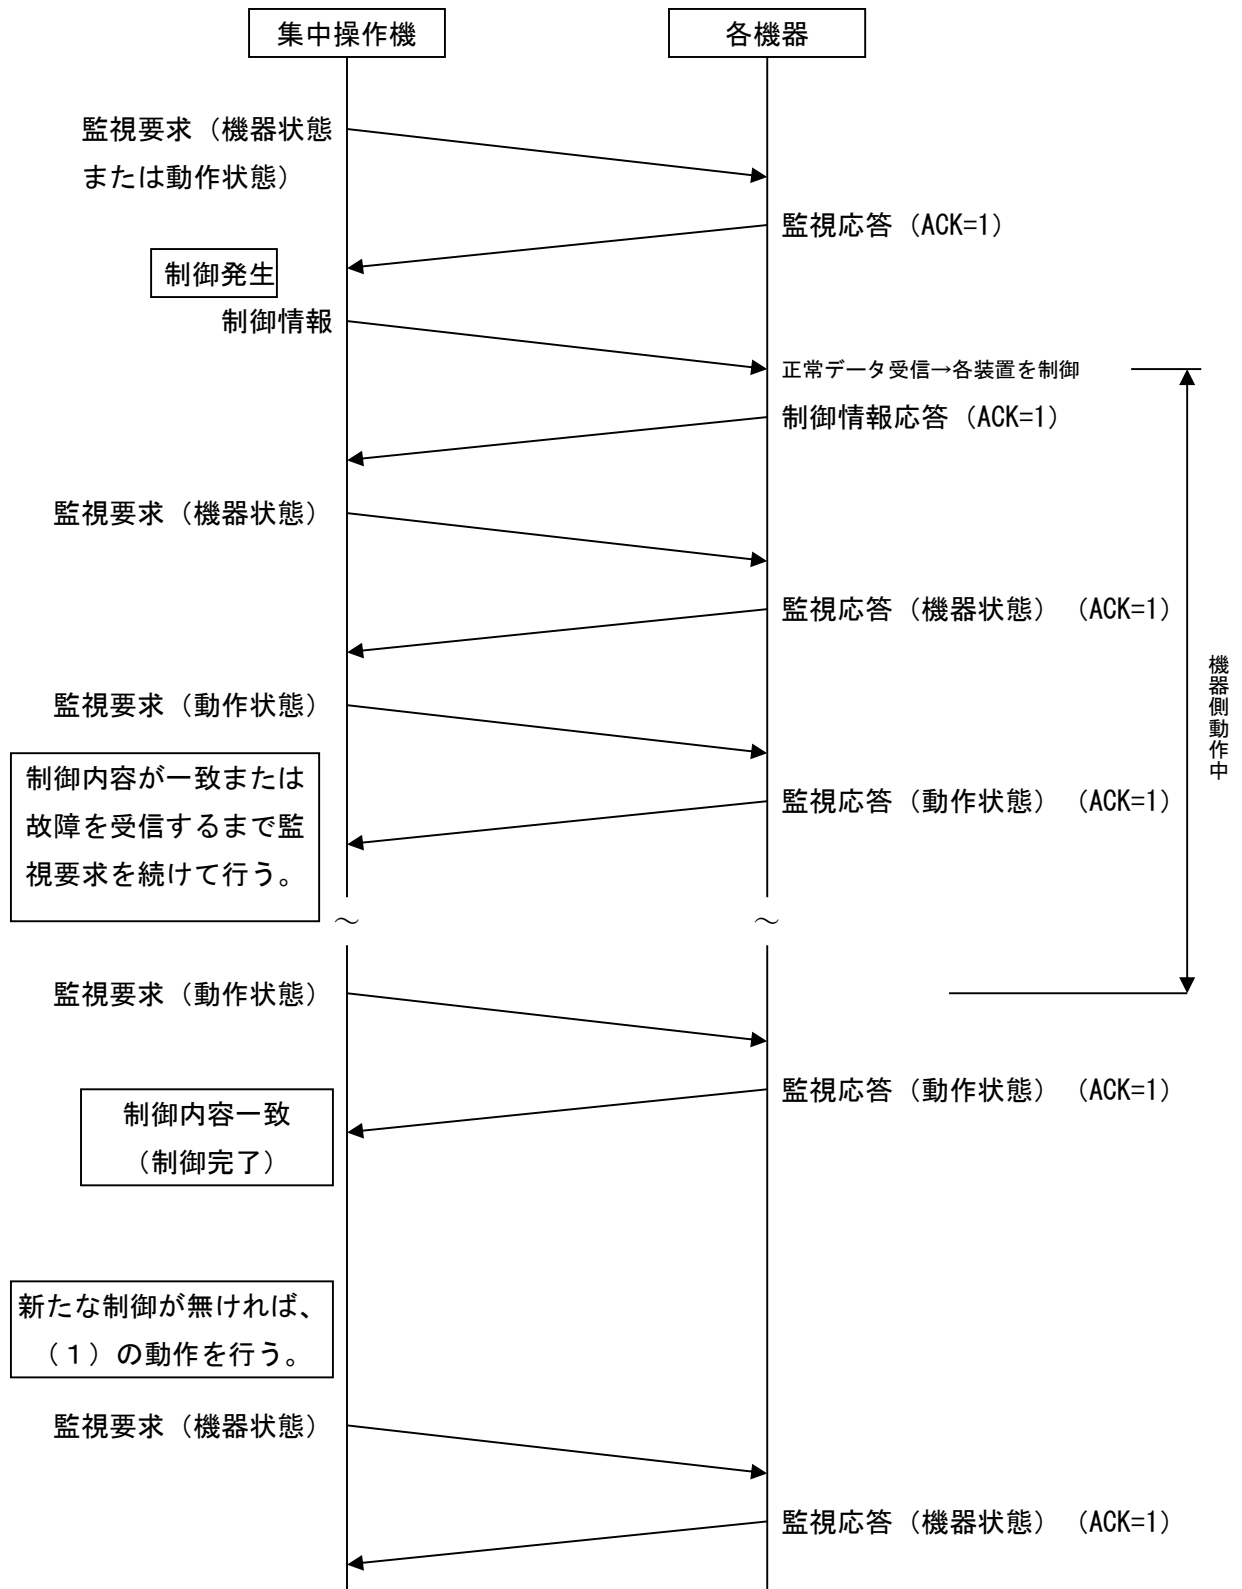 集中操作機
各機器
監視要求（機器状態
または動作状態）
監視応答（ACK=1）
制御発生
制御情報
正常データ受信→各装置を制御
制御情報応答（ACK=1）
監視要求（機器状態）
監視応答（機器状態）（ACK=1）
機器側動作中
監視要求（動作状態）
制御内容が一致または
故障を受信するまで監
視要求を続けて行う。
監視応答（動作状態）（ACK=1）
～
～
監視要求（動作状態）
監視応答（動作状態）（ACK=1）
制御内容一致
（制御完了）
新たな制御が無ければ、
（１）の動作を行う。
監視要求（機器状態）
監視応答（機器状態）（ACK=1）